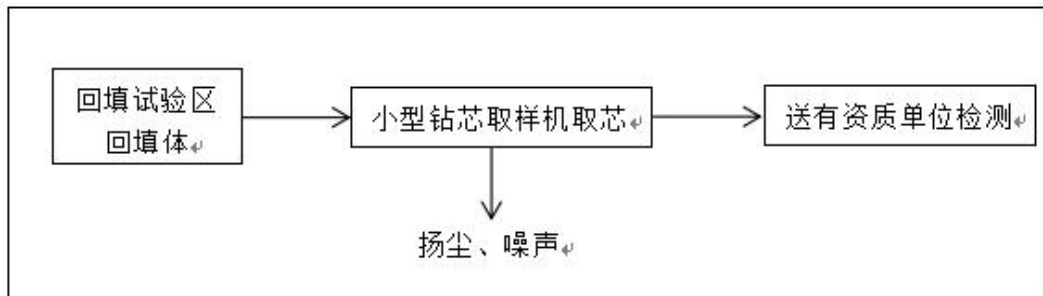 回填试验区
回填体
小型钻芯取样机取芯
送有资质单位检测
扬尘、噪声